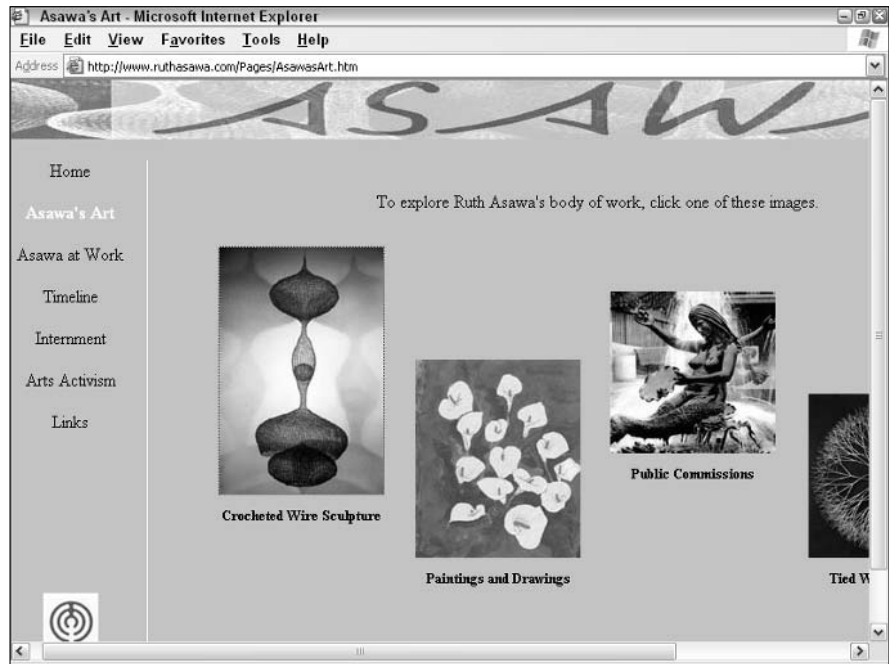 Asawa's Art - Microsoft Internet Explorer
File Edit View Favorites Tools Help
Address http://www.ruthasawa.com/Pages/AsawasArt.htm
ASAW
Home
Asawa's Art
Asawa at Work
Timeline
Internment
Arts Activism
Links
To explore Ruth Asawa's body of work, click one of these images.
Crocheted Wire Sculpture
Paintings and Drawings
Public Commissions
Tied W